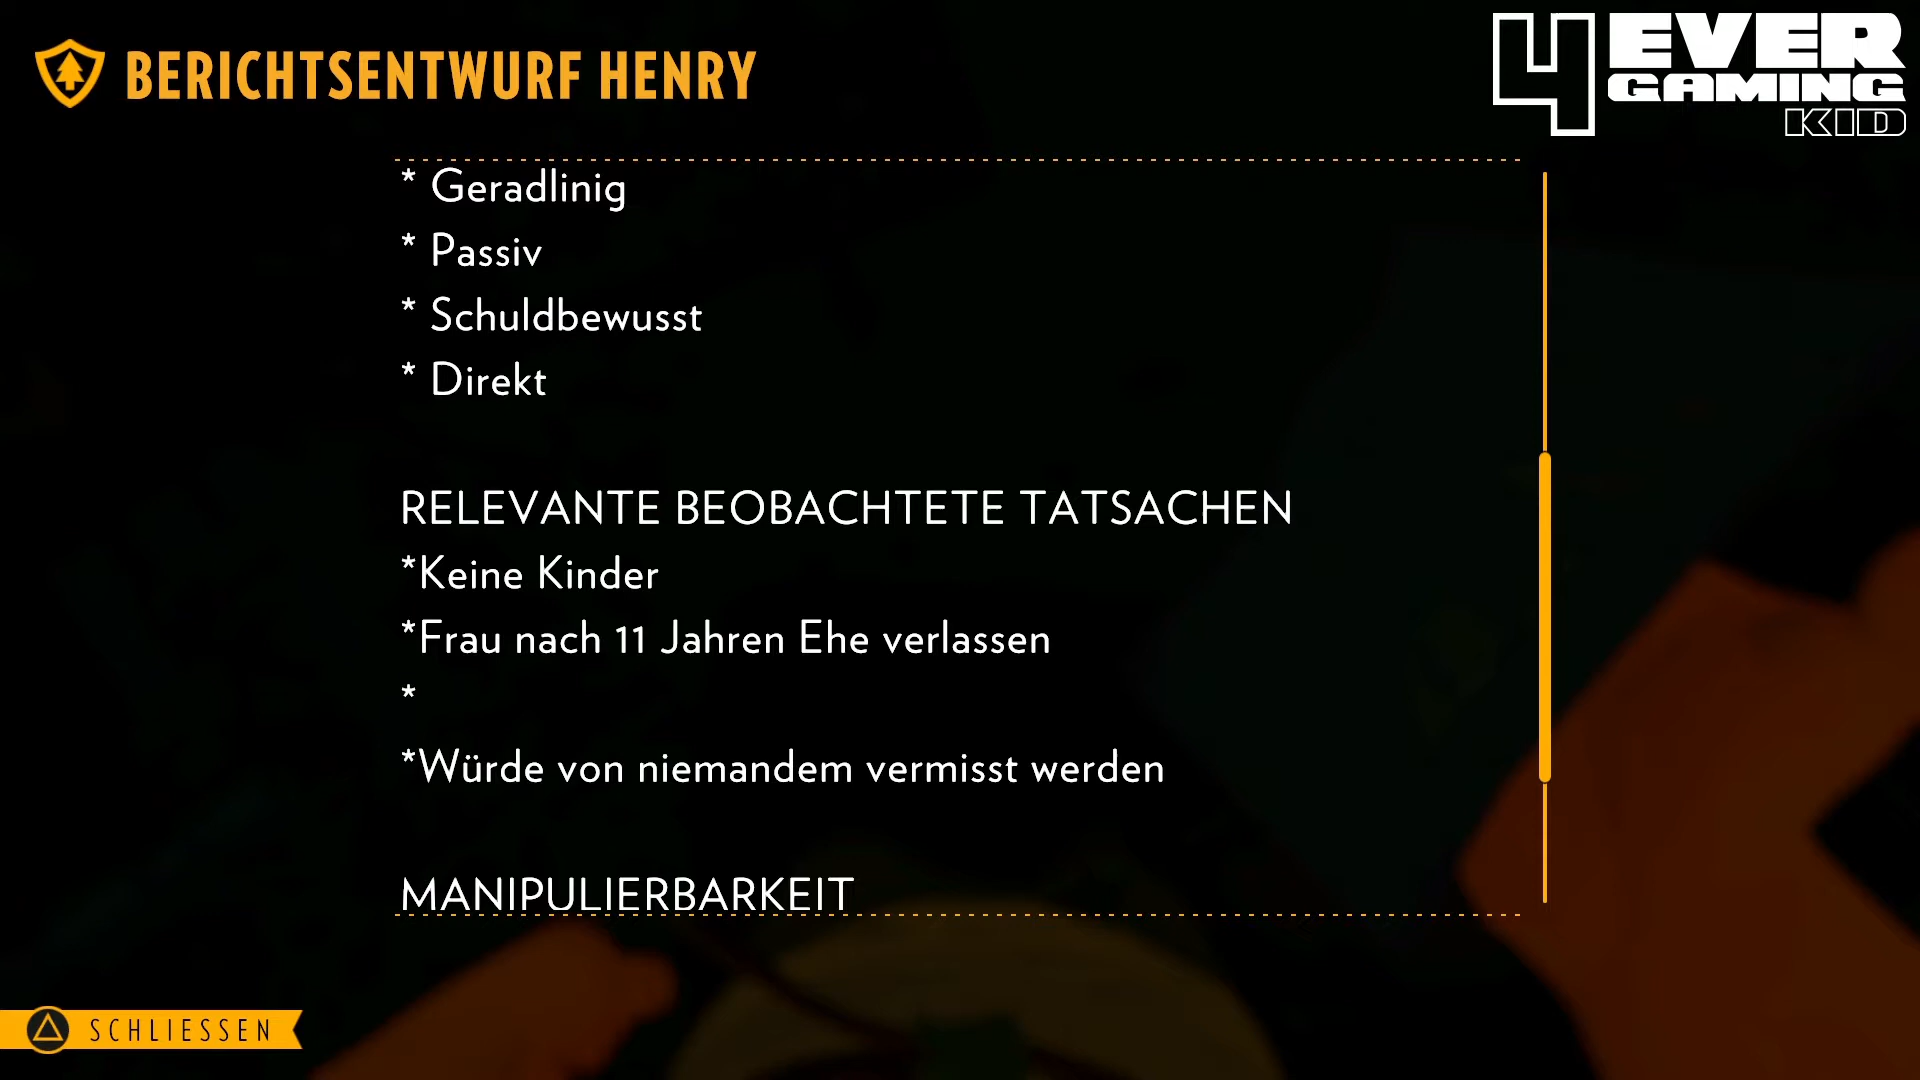 BERICHTSENTWURF HENRY
4EVER
GAMING
KID
* Geradlinig
* Passiv
* Schuldbewusst
* Direkt
RELEVANTE BEOBACHTETE TATSACHEN
*Keine Kinder
*Frau nach 11 Jahren Ehe verlassen
*
*Würde von niemandem vermisst werden
MANIPULIERBARKEIT
SCHLIESSEN